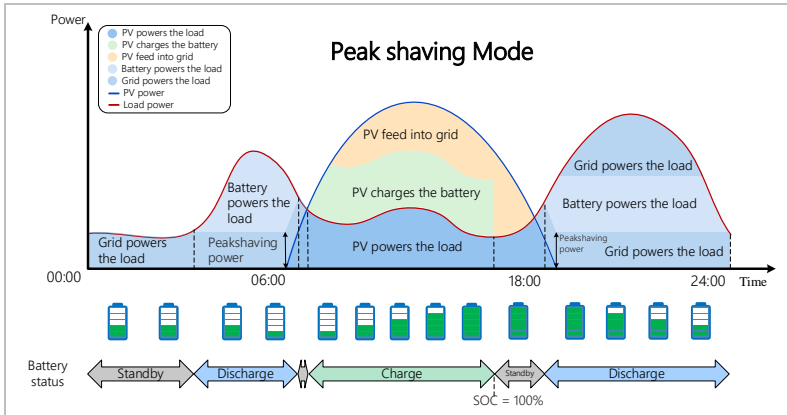 Power
Peak shaving Mode
PV powers the load
PV charges the battery
PV feed into grid
Battery powers the load
Grid powers the load
PV power
Load power
PV feed into grid
Grid powers the load
Battery
powers the
load
PV charges the battery
Battery powers the load
Grid powers
the load
Peakshaving
power
PV powers the load
Peakshaving
power
Grid powers the load
00:00
06:00
18:00
24:00
Time
Battery
status
Standby
Discharge
Charge
Standby
Discharge
SOC = 100%